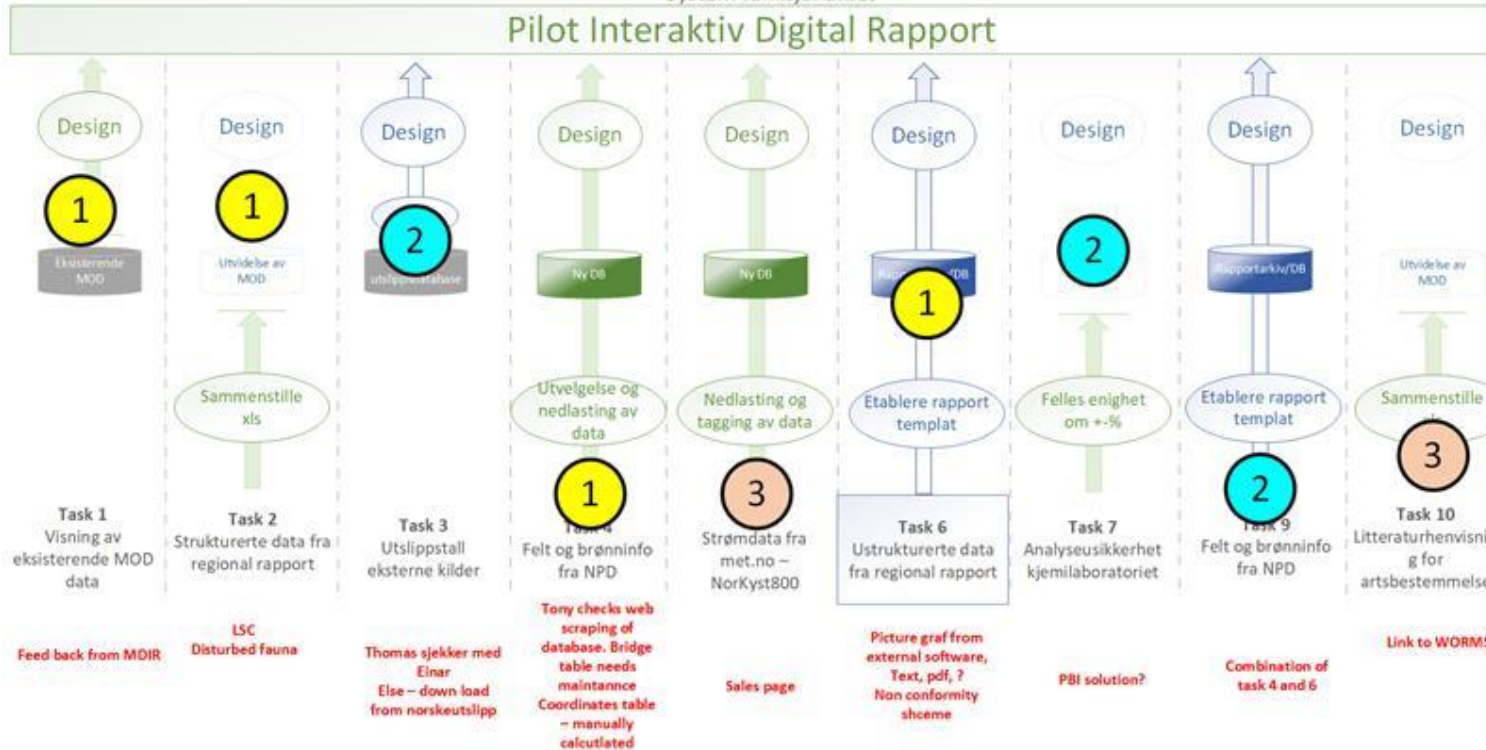 Pilot Interaktiv Digital Rapport
Design
Design
Design
Design
Design
Design
Design
Design
Design
1
1
2
2
Eksisterende
MOD
Utvidelse av
MOD
utslippsdatabase
Ny DB
Ny DB
1
Rapportarkiv/DB
Utvidelse av
MOD
Sammenstille
xls
Utvelgelse og
nedlasting av
data
Nedlasting og
tagging av data
Etablere rapport
templat
Felles enighet
om +-%
Etablere rapport
templat
Sammenstille
1
3
2
3
Task 1
Visning av
eksisterende MOD
data
Task 2
Strukturerte data fra
regional rapport
Task 3
Utslippstall
eksterne kilder
Felt og brønninfo
fra NPD
Strømdata fra
met.no –
NorKyst800
Task 6
Ustrukturerte data
fra regional rapport
Task 7
Analyseusikkerhet
kjemilaboratoriet
Task 9
Felt og brønninfo
fra NPD
Task 10
Litteraturhenvisnin
g for
artsbestemmelse
Feed back from MDIR
LSC
Disturbed fauna
Thomas sjekker med
Einar
Else – down load
from norskeutslipp
Tony checks web
scraping of
database. Bridge
table needs
maintannce
Coordinates table
– manually
calcutlated
Sales page
Picture graf from
external software,
Text, pdf, ?
Non conformity
shceme
PBI solution?
Combination of
task 4 and 6
Link to WORMS